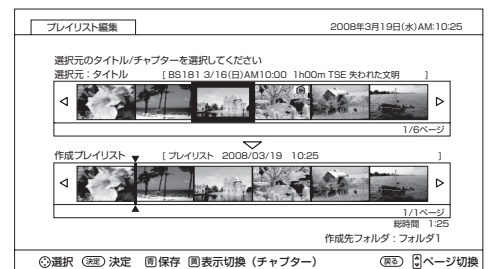 プレイリスト編集 2008年3月19日(水)AM:10:25
選択元のタイトル/チャプターを選択してください
選択元：タイトル [ BS181 3/16(日)AM10:00 1h00m TSE 失われた文明 ]
1/6ページ
作成プレイリスト [ プレイリスト 2008/03/19 10:25 ]
1/1ページ
総時間 1:25
作成先フォルダ：フォルダ1
選択 決定 決定 青 保存 黄 表示切換（チャプター） 戻る ページ切換